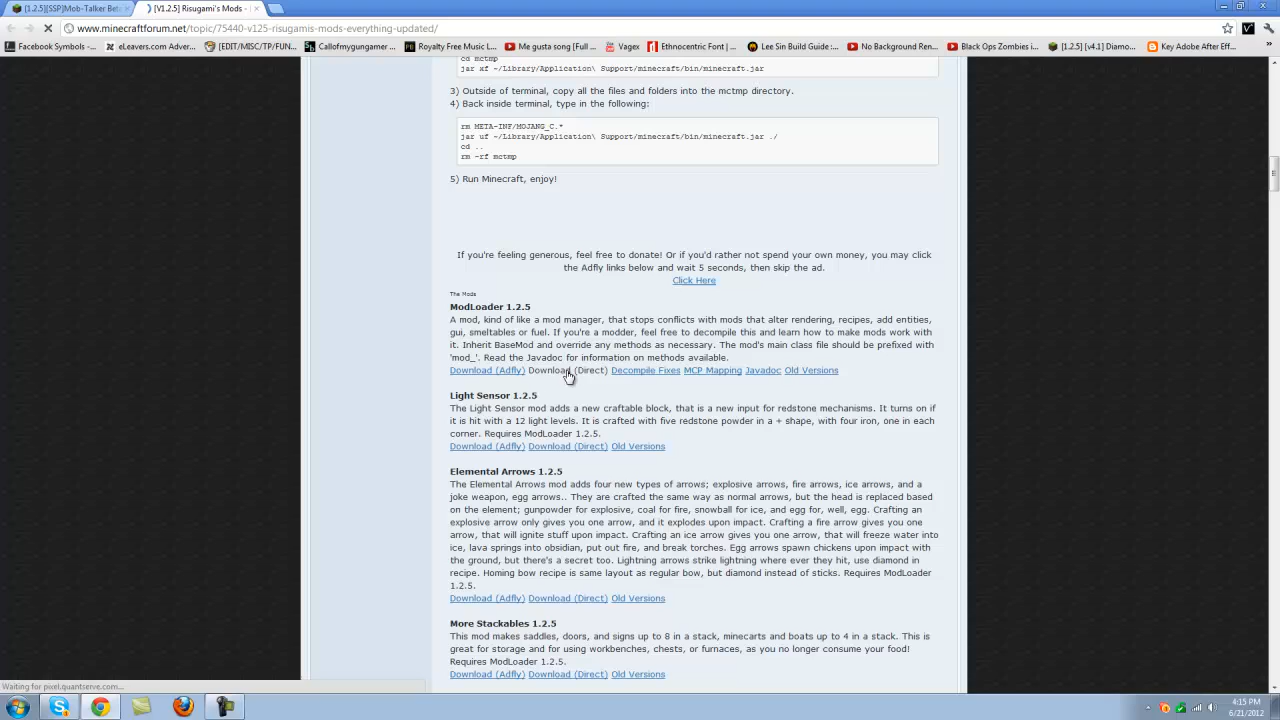 [1.2.5][SSP]Mob-Talker Bet
[V1.2.5] Risugami's Mods -
www.minecraftforum.net/topic/75440-v125-risugamis-mods-everything-updated/
Facebook Symbols -...
eLeavers.com Adver...
[EDIT/MISC/TP/FUN...
Callofmygungamer
Royalty Free Music L...
Me gusta song [Full ...
Vagex
Ethnocentric Font | ...
Lee Sin Build Guide :...
No Background Ren...
Black Ops Zombies i...
[1.2.5] [v4.1] Diamo...
Key Adobe After Eff...
cd mctmp
jar xf ~/Library/Application\ Support/minecraft/bin/minecraft.jar
3) Outside of terminal, copy all the files and folders into the mctmp directory.
4) Back inside terminal, type in the following:
rm META-INF/MOJANG_C.*
jar uf ~/Library/Application\ Support/minecraft/bin/minecraft.jar ./
cd ..
rm -rf mctmp
5) Run Minecraft, enjoy!
If you're feeling generous, feel free to donate! Or if you'd rather not spend your own money, you may click
the Adfly links below and wait 5 seconds, then skip the ad.
Click Here
The Mods
ModLoader 1.2.5
A mod, kind of like a mod manager, that stops conflicts with mods that alter rendering, recipes, add entities,
gui, smeltables or fuel. If you're a modder, feel free to decompile this and learn how to make mods work with
it. Inherit BaseMod and override any methods as necessary. The mod's main class file should be prefixed with
'mod_'. Read the Javadoc for information on methods available.
Download (Adfly) Download (Direct) Decompile Fixes MCP Mapping Javadoc Old Versions
Light Sensor 1.2.5
The Light Sensor mod adds a new craftable block, that is a new input for redstone mechanisms. It turns on if
it is hit with a 12 light levels. It is crafted with five redstone powder in a + shape, with four iron, one in each
corner. Requires ModLoader 1.2.5.
Download (Adfly) Download (Direct) Old Versions
Elemental Arrows 1.2.5
The Elemental Arrows mod adds four new types of arrows; explosive arrows, fire arrows, ice arrows, and a
joke weapon, egg arrows.. They are crafted the same way as normal arrows, but the head is replaced based
on the element; gunpowder for explosive, coal for fire, snowball for ice, and egg for, well, egg. Crafting an
explosive arrow only gives you one arrow, and it explodes upon impact. Crafting a fire arrow gives you one
arrow, that will ignite stuff upon impact. Crafting an ice arrow gives you one arrow, that will freeze water into
ice, lava springs into obsidian, put out fire, and break torches. Egg arrows spawn chickens upon impact with
the ground, but there's a secret too. Lightning arrows strike lightning where ever they hit, use diamond in
recipe. Homing bow recipe is same layout as regular bow, but diamond instead of sticks. Requires ModLoader
1.2.5.
Download (Adfly) Download (Direct) Old Versions
More Stackables 1.2.5
This mod makes saddles, doors, and signs up to 8 in a stack, minecarts and boats up to 4 in a stack. This is
great for storage and for using workbenches, chests, or furnaces, as you no longer consume your food!
Requires ModLoader 1.2.5.
Download (Adfly) Download (Direct) Old Versions
Waiting for pixel.quantserve.com...
4:15 PM
6/21/2012